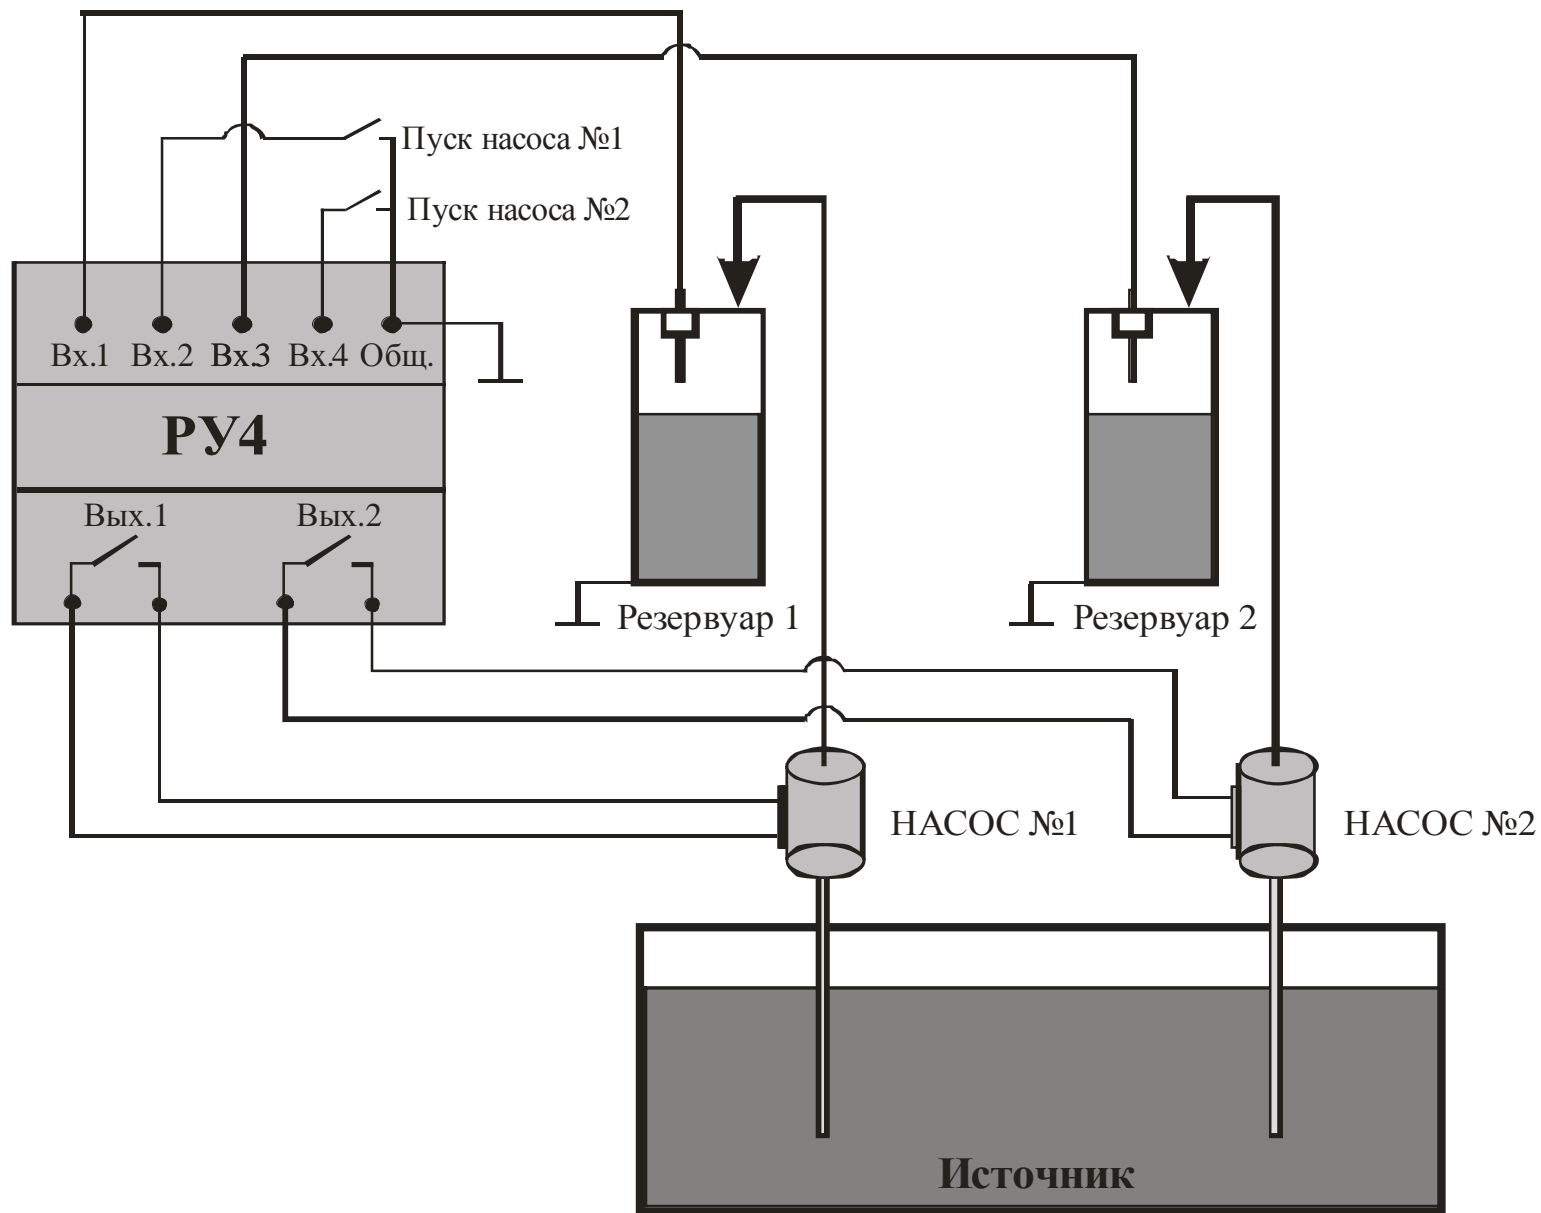 Пуск насоса №1
Пуск насоса №2
Вх.1 Вх.2 Вх.3 Вх.4 Общ.
РУ4
Вых.1 Вых.2
Резервуар 1 Резервуар 2
НАСОС №1 НАСОС №2
Источник